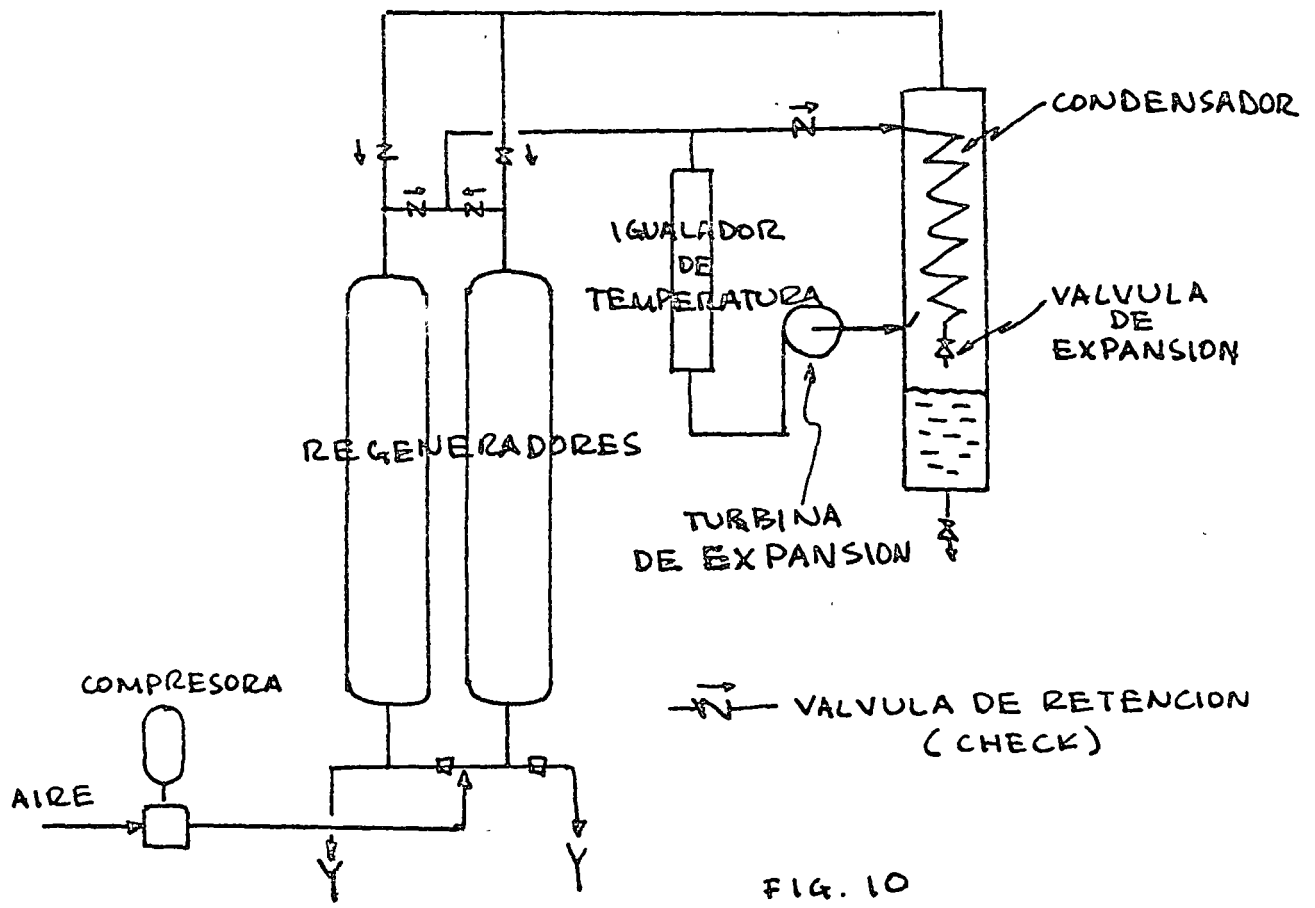 CONDENSADOR
IGUALADOR
DE
TEMPERATURA
VALVULA
DE
EXPANSION
REGENERADORES
TURBINA
DE EXPANSION
COMPRESORA
VALVULA DE RETENCION
(CHECK)
AIRE
FIG. 10